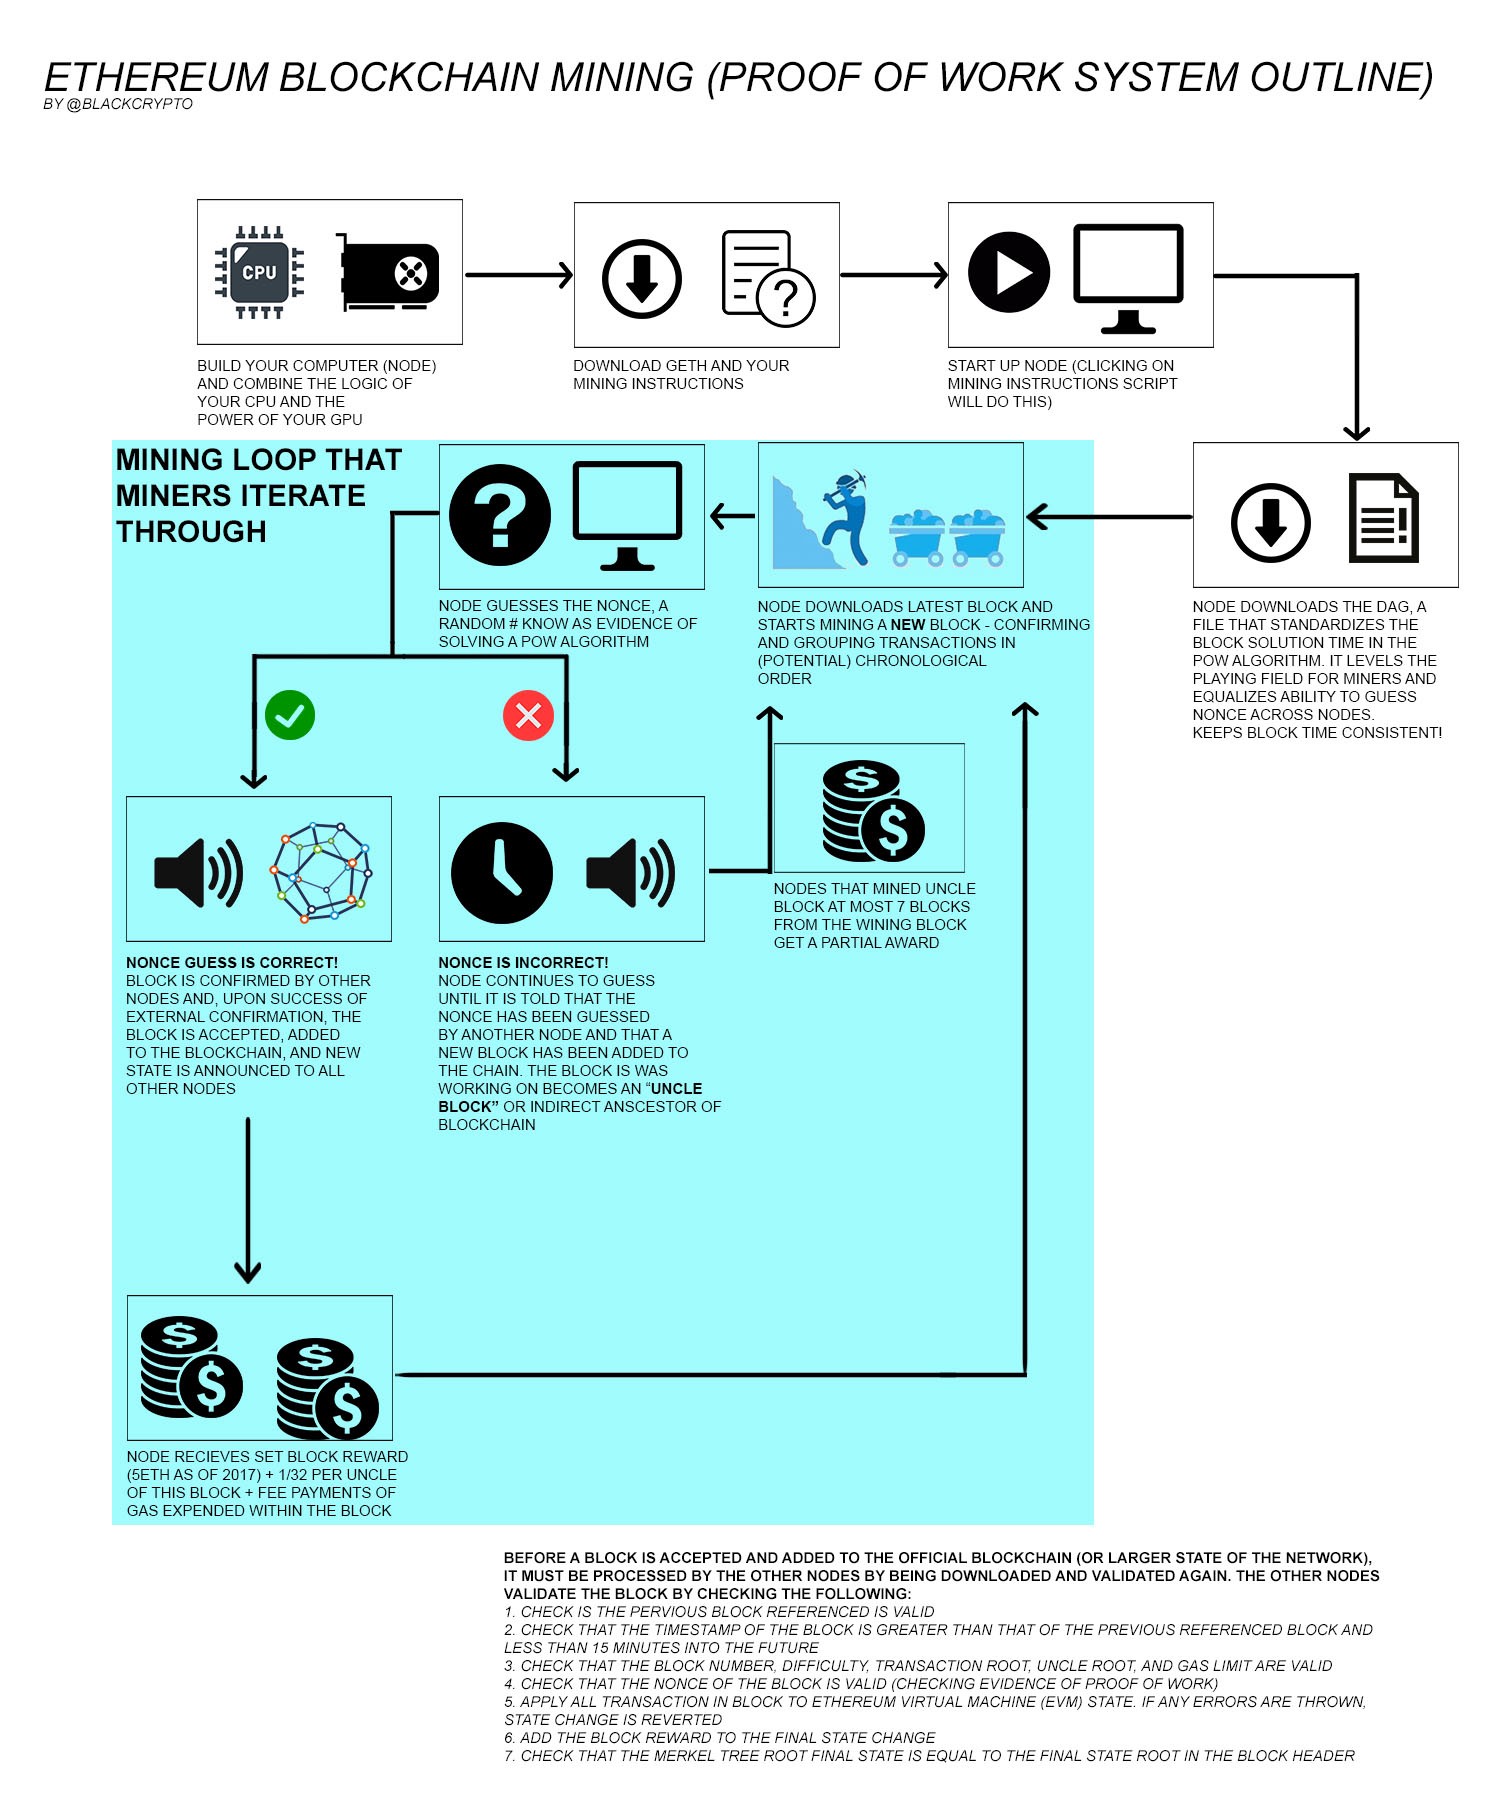 ETHEREUM BLOCKCHAIN MINING (PROOF OF WORK SYSTEM OUTLINE)
BY @BLACKCRYPTO
CPU
BUILD YOUR COMPUTER (NODE)
AND COMBINE THE LOGIC OF
YOUR CPU AND THE
POWER OF YOUR GPU
?
DOWNLOAD GETH AND YOUR
MINING INSTRUCTIONS
START UP NODE (CLICKING ON
MINING INSTRUCTIONS SCRIPT
WILL DO THIS)
NODE DOWNLOADS THE DAG, A
FILE THAT STANDARDIZES THE
BLOCK SOLUTION TIME IN THE
POW ALGORITHM. IT LEVELS THE
PLAYING FIELD FOR MINERS AND
EQUALIZES ABILITY TO GUESS
NONCE ACROSS NODES.
KEEPS BLOCK TIME CONSISTENT!
MINING LOOP THAT
MINERS ITERATE
THROUGH
NODE DOWNLOADS LATEST BLOCK AND
STARTS MINING A NEW BLOCK - CONFIRMING
AND GROUPING TRANSACTIONS IN
(POTENTIAL) CHRONOLOGICAL
ORDER
?
NODE GUESSES THE NONCE, A
RANDOM # KNOW AS EVIDENCE OF
SOLVING A POW ALGORITHM
NONCE GUESS IS CORRECT!
BLOCK IS CONFIRMED BY OTHER
NODES AND, UPON SUCCESS OF
EXTERNAL CONFIRMATION, THE
BLOCK IS ACCEPTED, ADDED
TO THE BLOCKCHAIN, AND NEW
STATE IS ANNOUNCED TO ALL
OTHER NODES
NONCE IS INCORRECT!
NODE CONTINUES TO GUESS
UNTIL IT IS TOLD THAT THE
NONCE HAS BEEN GUESSED
BY ANOTHER NODE AND THAT A
NEW BLOCK HAS BEEN ADDED TO
THE CHAIN. THE BLOCK IS WAS
WORKING ON BECOMES AN “UNCLE
BLOCK” OR INDIRECT ANSCESTOR OF
BLOCKCHAIN
$ $
NODES THAT MINED UNCLE
BLOCK AT MOST 7 BLOCKS
FROM THE WINING BLOCK
GET A PARTIAL AWARD
$ $ $ $
NODE RECIEVES SET BLOCK REWARD
(5ETH AS OF 2017) + 1/32 PER UNCLE
OF THIS BLOCK + FEE PAYMENTS OF
GAS EXPENDED WITHIN THE BLOCK
BEFORE A BLOCK IS ACCEPTED AND ADDED TO THE OFFICIAL BLOCKCHAIN (OR LARGER STATE OF THE NETWORK),
IT MUST BE PROCESSED BY THE OTHER NODES BY BEING DOWNLOADED AND VALIDATED AGAIN. THE OTHER NODES
VALIDATE THE BLOCK BY CHECKING THE FOLLOWING:
1. CHECK IS THE PERVIOUS BLOCK REFERENCED IS VALID
2. CHECK THAT THE TIMESTAMP OF THE BLOCK IS GREATER THAN THAT OF THE PREVIOUS REFERENCED BLOCK AND
LESS THAN 15 MINUTES INTO THE FUTURE
3. CHECK THAT THE BLOCK NUMBER, DIFFICULTY, TRANSACTION ROOT, UNCLE ROOT, AND GAS LIMIT ARE VALID
4. CHECK THAT THE NONCE OF THE BLOCK IS VALID (CHECKING EVIDENCE OF PROOF OF WORK)
5. APPLY ALL TRANSACTION IN BLOCK TO ETHEREUM VIRTUAL MACHINE (EVM) STATE. IF ANY ERRORS ARE THROWN,
STATE CHANGE IS REVERTED
6. ADD THE BLOCK REWARD TO THE FINAL STATE CHANGE
7. CHECK THAT THE MERKEL TREE ROOT FINAL STATE IS EQUAL TO THE FINAL STATE ROOT IN THE BLOCK HEADER